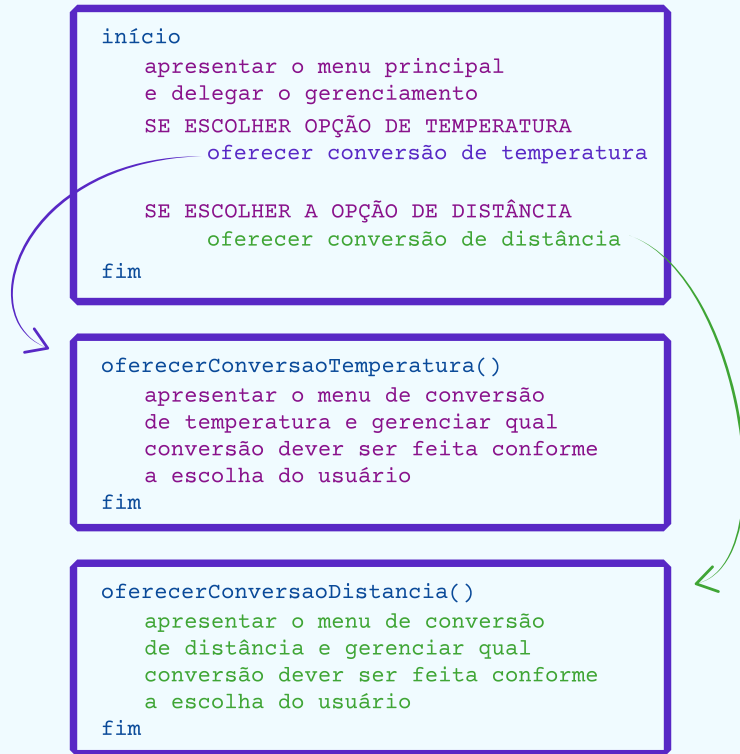 início
apresentar o menu principal
e delegar o gerenciamento
SE ESCOLHER OPÇÃO DE TEMPERATURA
oferecer conversão de temperatura
SE ESCOLHER A OPÇÃO DE DISTÂNCIA
oferecer conversão de distância
fim
oferecerConversaoTemperatura()
apresentar o menu de conversão
de temperatura e gerenciar qual
conversão dever ser feita conforme
a escolha do usuário
fim
oferecerConversaoDistancia()
apresentar o menu de conversão
de distância e gerenciar qual
conversão dever ser feita conforme
a escolha do usuário
fim